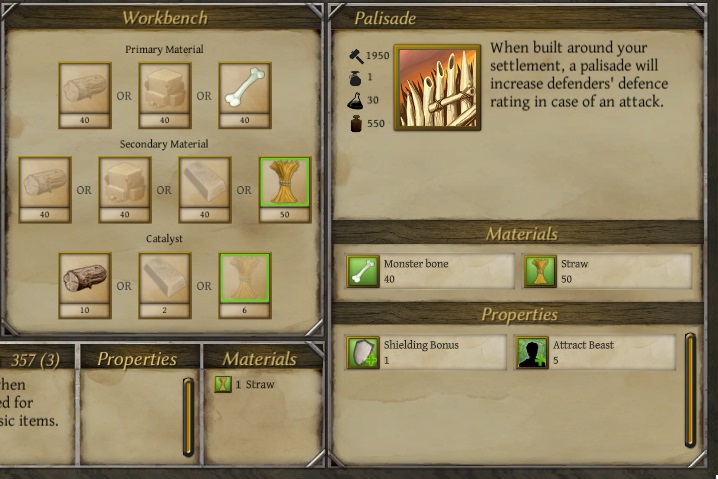 Workbench
Primary Material
OR
OR
40
40
40
Secondary Material
OR
OR
OR
40
40
40
50
Catalyst
OR
OR
10
2
6
357 (3)
hen
ed for
sic items.
Properties
Materials
1 Straw
Palisade
1950
1
30
550
When built around your
settlement, a palisade will
increase defenders' defence
rating in case of an attack.
Materials
Monster bone
40
Straw
50
Properties
Shielding Bonus
1
Attract Beast
5